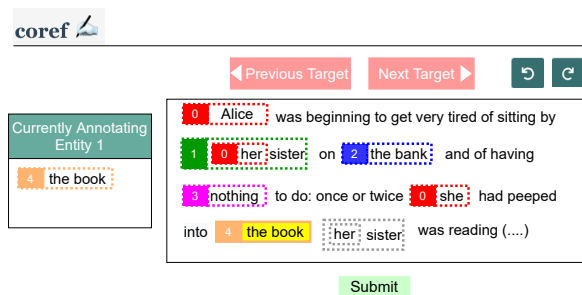 coref
Previous Target Next Target
Currently Annotating
Entity 1
4 the book
0 Alice was beginning to get very tired of sitting by
1 0 her sister on 2 the bank and of having
3 nothing to do: once or twice 0 she had peeped
into 4 the book her sister was reading (....)
Submit